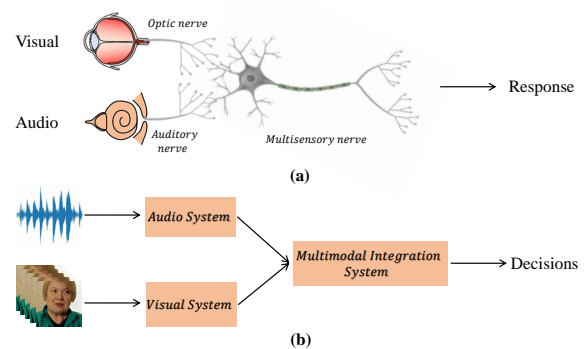 Visual
Optic nerve
Audio
Auditory
nerve
Multisensory nerve
Response
(a)
Audio System
Visual System
Multimodal Integration
System
Decisions
(b)